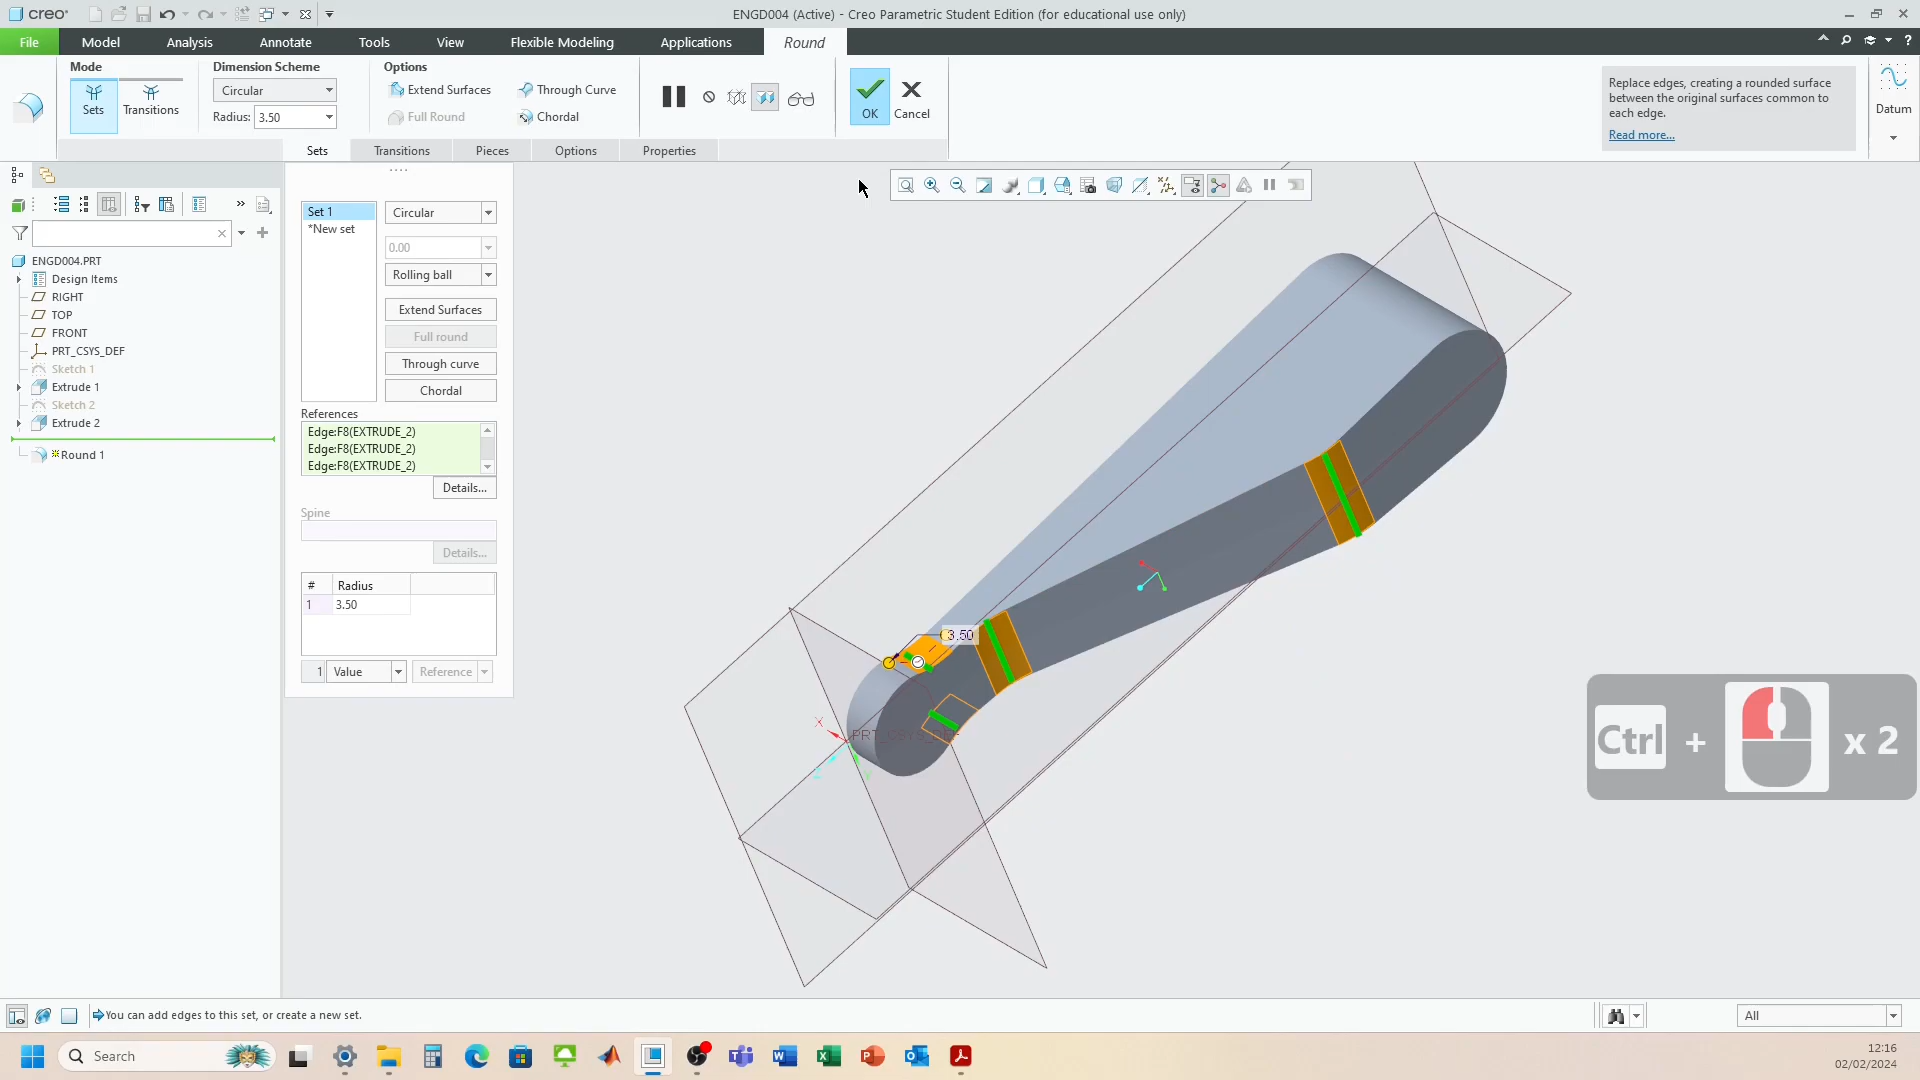 creo
ENGD004 (Active) - Creo Parametric Student Edition (for educational use only)
File
Model
Analysis
Annotate
Tools
View
Flexible Modeling
Applications
Round
Mode
Sets
Transitions
Dimension Scheme
Circular
Radius: 3.50
Options
Extend Surfaces
Through Curve
Full Round
Chordal
OK
Cancel
Replace edges, creating a rounded surface
between the original surfaces common to
each edge.
Read more...
Datum
Sets
Transitions
Pieces
Options
Properties
Set 1
*New set
Circular
0.00
Rolling ball
Extend Surfaces
Full round
Through curve
Chordal
References
Edge:F8(EXTRUDE_2)
Edge:F8(EXTRUDE_2)
Edge:F8(EXTRUDE_2)
Details...
Spine
Details...
# Radius
1 3.50
1 Value Reference
ENGD004.PRT
Design Items
RIGHT
TOP
FRONT
PRT_CSYS_DEF
Sketch 1
Extrude 1
Sketch 2
Extrude 2
Round 1
3.50
X
PRT_CSYS_DEF
Z
Y
Ctrl + x 2
You can add edges to this set, or create a new set.
All
Search
12:16
02/02/2024